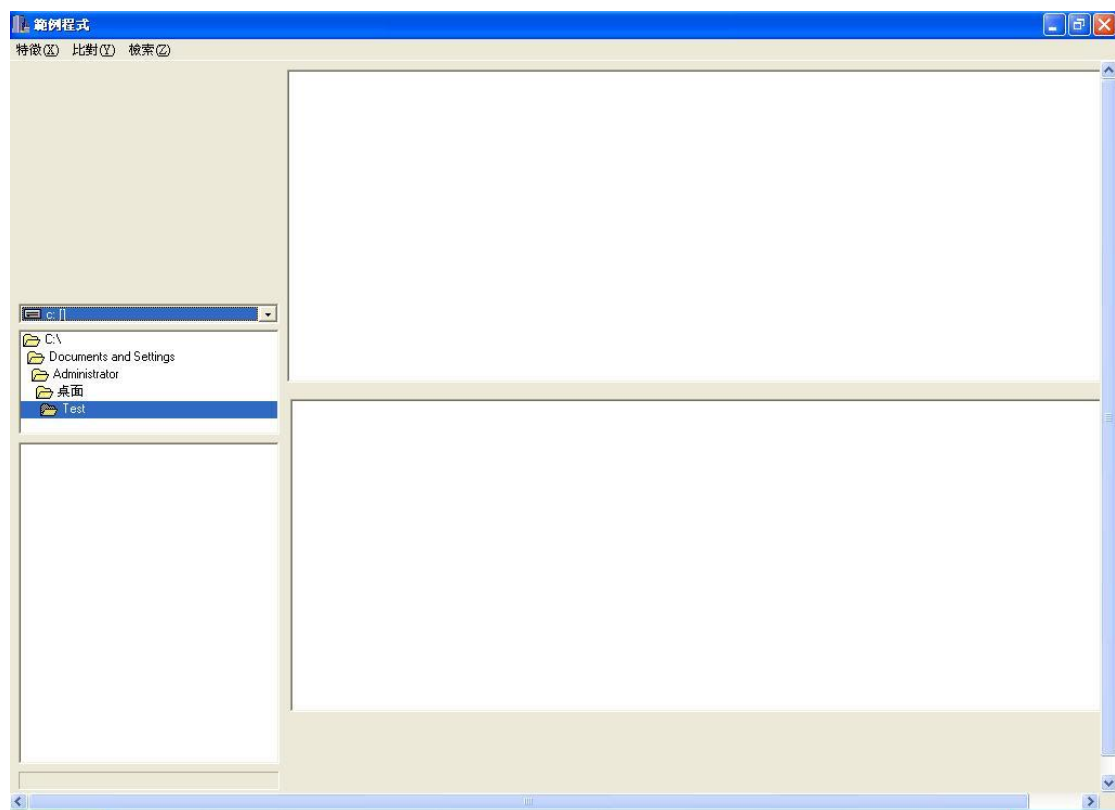 範例程式
特徵(X) 比對(Y) 檢索(Z)
c: []
C:\
Documents and Settings
Administrator
桌面
Test